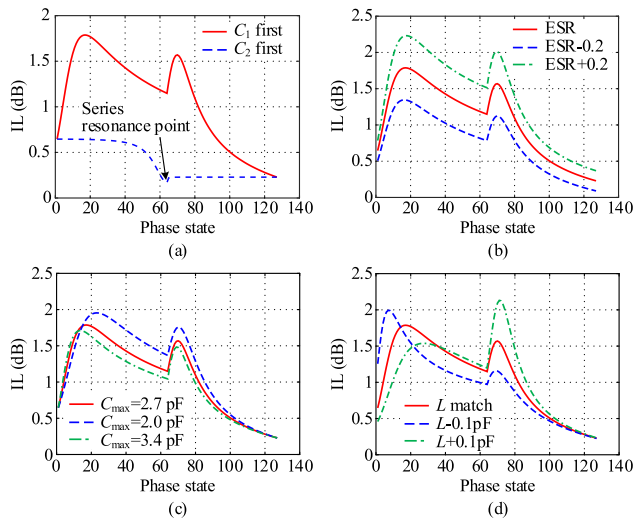 2
1.5
1
0.5
0
IL (dB)
C₁ first
C₂ first
Series
resonance point
0 20 40 60 80 100 120 140
Phase state
(a)
2.5
2
1.5
1
0.5
0
IL (dB)
ESR
ESR-0.2
ESR+0.2
0 20 40 60 80 100 120 140
Phase state
(b)
2.5
2
1.5
1
0.5
0
IL (dB)
Cmax=2.7 pF
Cmax=2.0 pF
Cmax=3.4 pF
0 20 40 60 80 100 120 140
Phase state
(c)
2.5
2
1.5
1
0.5
0
IL (dB)
L match
L-0.1pF
L+0.1pF
0 20 40 60 80 100 120 140
Phase state
(d)